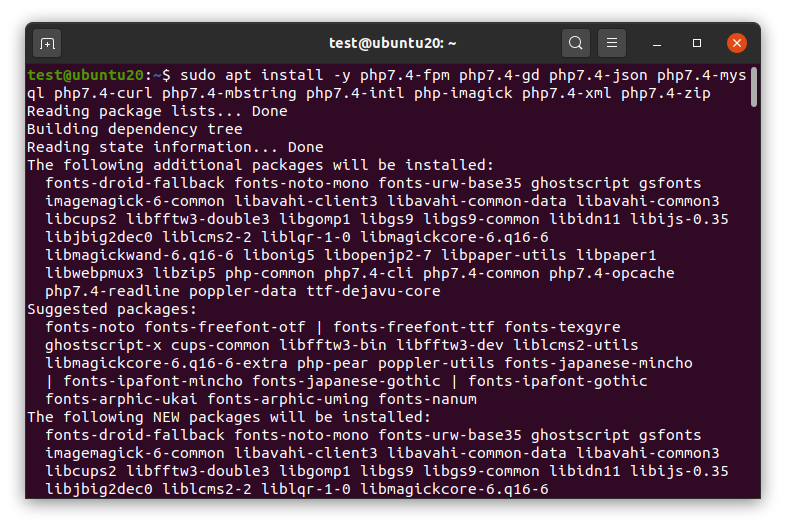 test@ubuntu20: ~
test@ubuntu20:~$ sudo apt install -y php7.4-fpm php7.4-gd php7.4-json php7.4-mys
ql php7.4-curl php7.4-mbstring php7.4-intl php-imagick php7.4-xml php7.4-zip
Reading package lists... Done
Building dependency tree
Reading state information... Done
The following additional packages will be installed:
  fonts-droid-fallback fonts-noto-mono fonts-urw-base35 ghostscript gsfonts
  imagemagick-6-common libavahi-client3 libavahi-common-data libavahi-common3
  libcups2 libfftw3-double3 libgomp1 libgs9 libgs9-common libidn11 libijs-0.35
  libjbig2dec0 liblcms2-2 liblqr-1-0 libmagickcore-6.q16-6
  libmagickwand-6.q16-6 libonig5 libopenjp2-7 libpaper-utils libpaper1
  libwebpmux3 libzip5 php-common php7.4-cli php7.4-common php7.4-opcache
  php7.4-readline poppler-data ttf-dejavu-core
Suggested packages:
  fonts-noto fonts-freefont-otf | fonts-freefont-ttf fonts-texgyre
  ghostscript-x cups-common libfftw3-bin libfftw3-dev liblcms2-utils
  libmagickcore-6.q16-6-extra php-pear poppler-utils fonts-japanese-mincho
  | fonts-ipafont-mincho fonts-japanese-gothic | fonts-ipafont-gothic
  fonts-arphic-ukai fonts-arphic-uming fonts-nanum
The following NEW packages will be installed:
  fonts-droid-fallback fonts-noto-mono fonts-urw-base35 ghostscript gsfonts
  imagemagick-6-common libavahi-client3 libavahi-common-data libavahi-common3
  libcups2 libfftw3-double3 libgomp1 libgs9 libgs9-common libidn11 libijs-0.35
  libjbig2dec0 liblcms2-2 liblqr-1-0 libmagickcore-6.q16-6